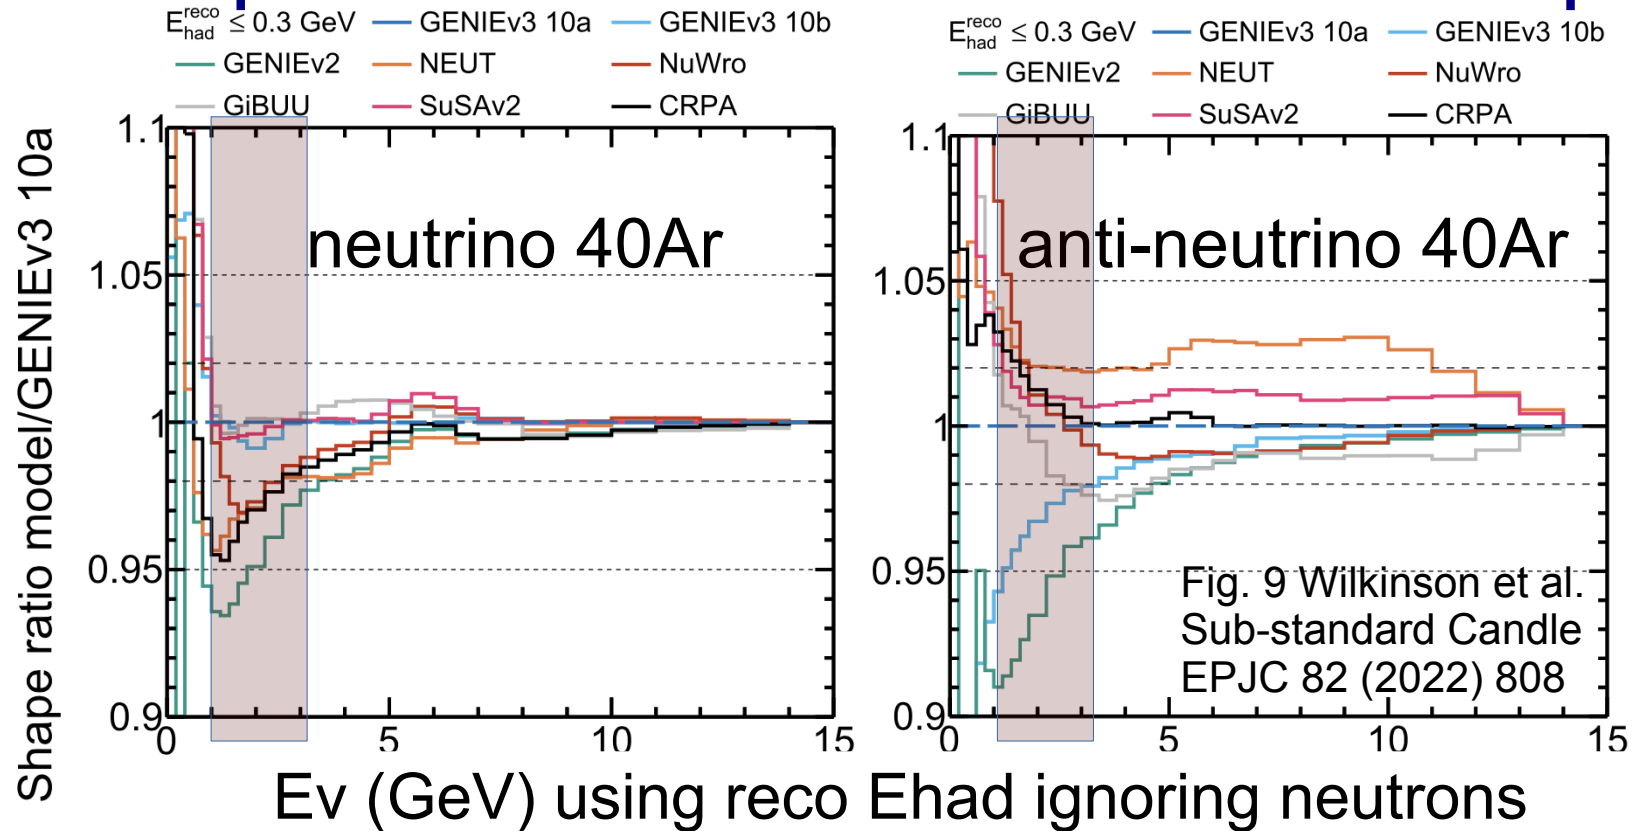 E_had^reco ≤ 0.3 GeV GENIEv3 10a GENIEv3 10b
GENIEv2 NEUT NuWro
GiBUU SuSAv2 CRPA
Shape ratio model/GENIEv3 10a
1.1
1.05
1
0.95
0.9
neutrino 40Ar
0 5 10 15
E_had^reco ≤ 0.3 GeV GENIEv3 10a GENIEv3 10b
GENIEv2 NEUT NuWro
GiBUU SuSAv2 CRPA
1.1
1.05
1
0.95
0.9
anti-neutrino 40Ar
Fig. 9 Wilkinson et al.
Sub-standard Candle
EPJC 82 (2022) 808
0 5 10 15
Ev (GeV) using reco Ehad ignoring neutrons